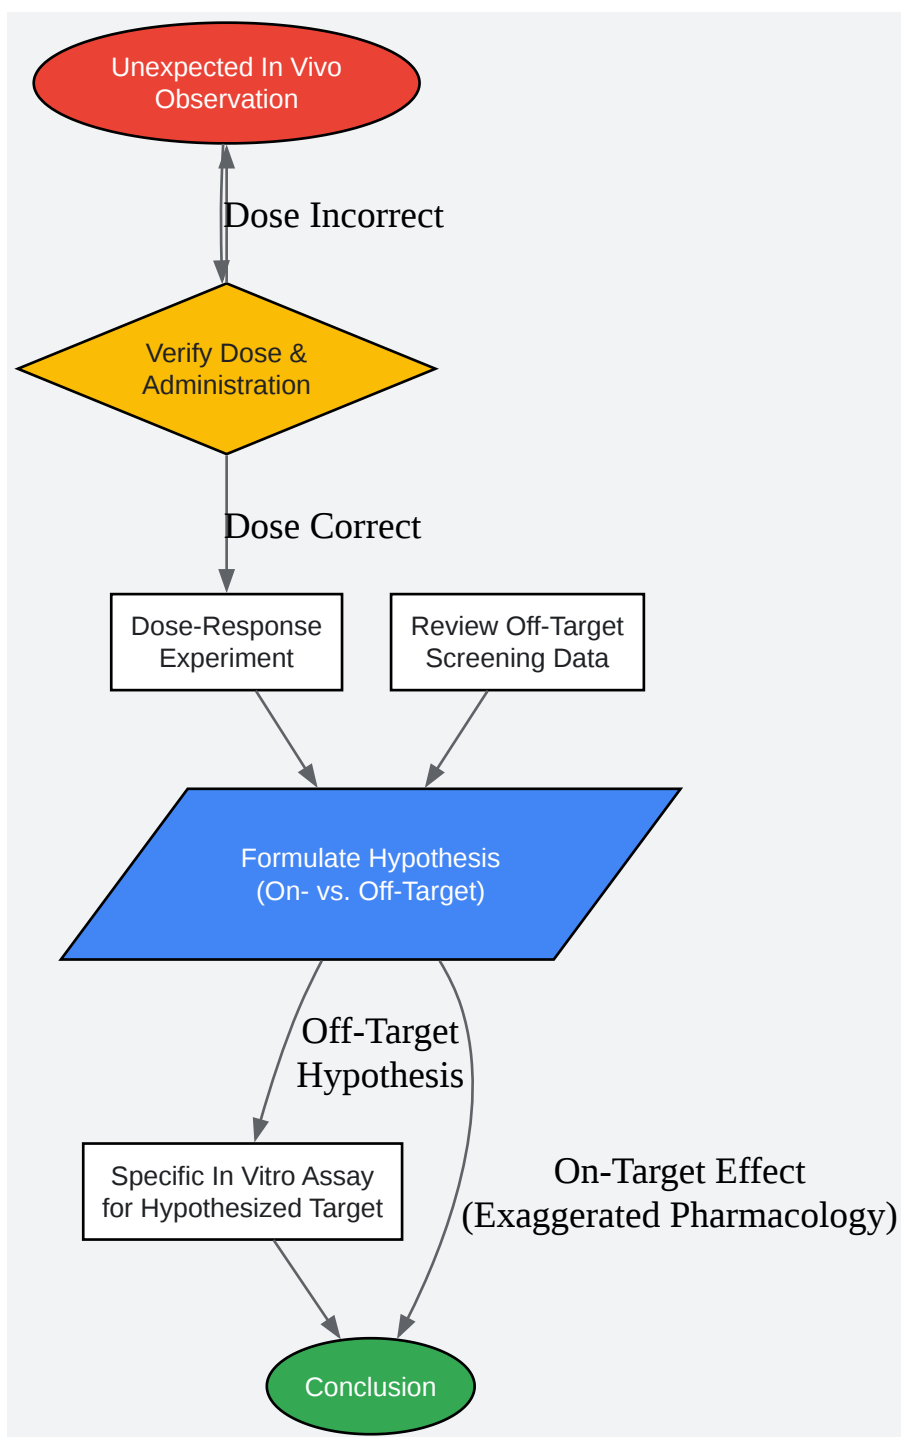 Unexpected In Vivo
Observation
Dose Incorrect
Verify Dose &
Administration
Dose Correct
Dose-Response
Experiment
Review Off-Target
Screening Data
Formulate Hypothesis
(On- vs. Off-Target)
Off-Target
Hypothesis
Specific In Vitro Assay
for Hypothesized Target
On-Target Effect
(Exaggerated Pharmacology)
Conclusion